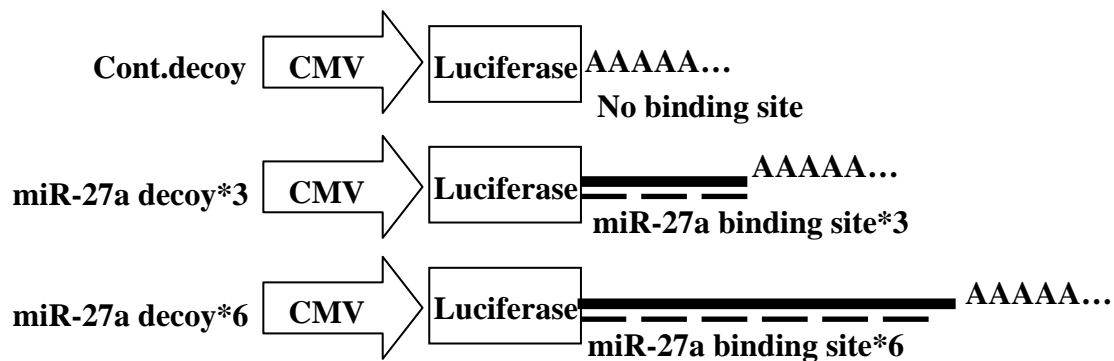 Cont.decoy CMV Luciferase AAAAA...
No binding site
miR-27a decoy*3 CMV Luciferase AAAAA...
miR-27a binding site*3
miR-27a decoy*6 CMV Luciferase AAAAA...
miR-27a binding site*6